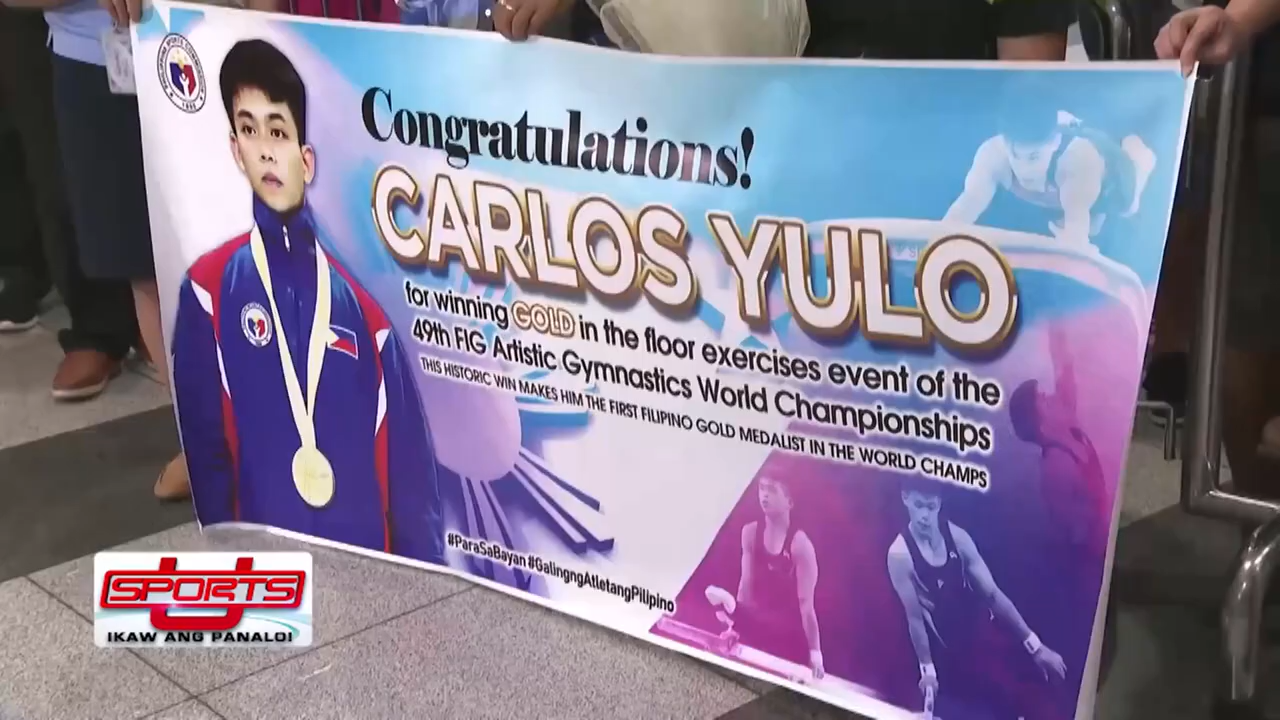 Congratulations!
CARLOS YULO
for winning GOLD in the floor exercises event of the
49th FIG Artistic Gymnastics World Championships
THIS HISTORIC WIN MAKES HIM THE FIRST FILIPINO GOLD MEDALIST IN THE WORLD CHAMPS
#ParaSaBayan #GalingngAtletangPilipino
SPORTS U
IKAW ANG PANALO!